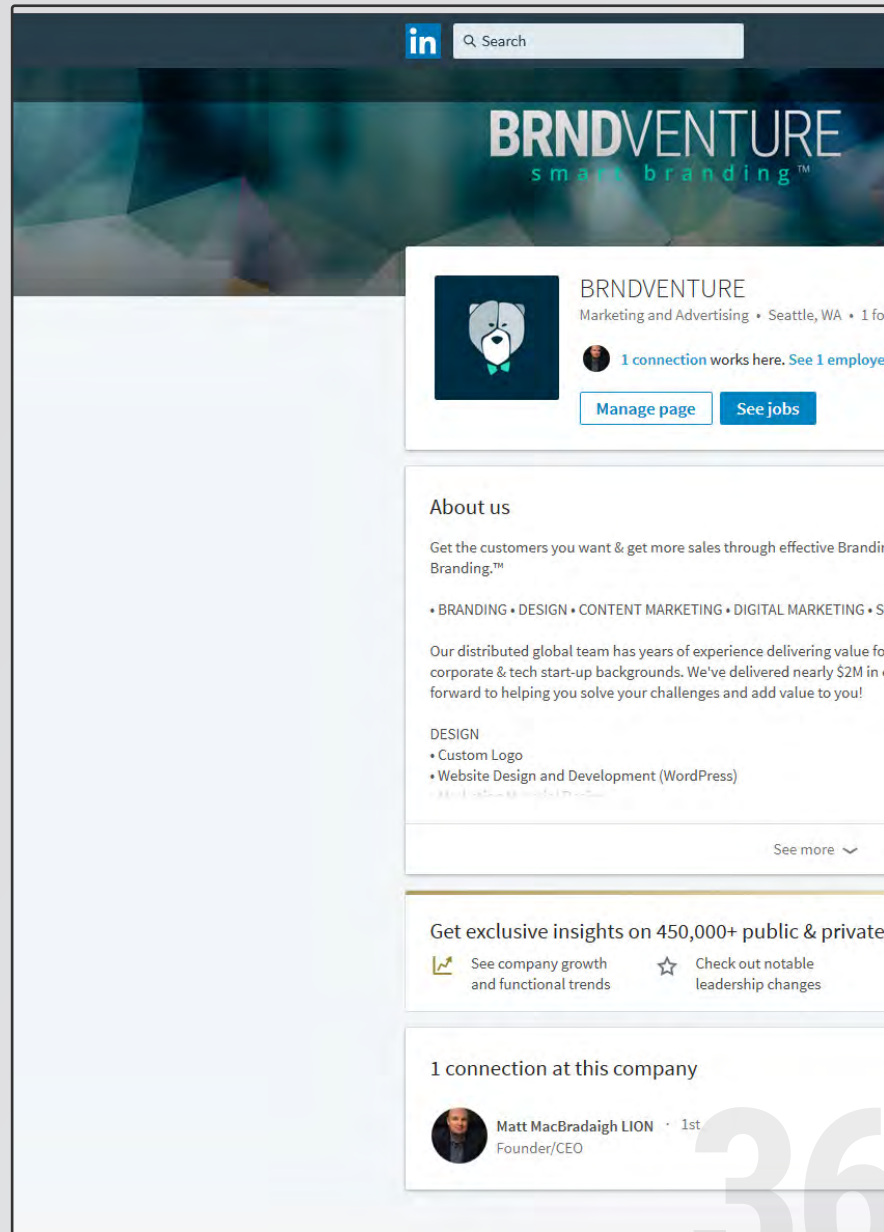 in
Search
BRNDVENTURE
smart branding™
BRNDVENTURE
Marketing and Advertising • Seattle, WA • 1 fo
1 connection works here. See 1 employe
Manage page
See jobs
About us
Get the customers you want & get more sales through effective Brandin
Branding.™
• BRANDING • DESIGN • CONTENT MARKETING • DIGITAL MARKETING • S
Our distributed global team has years of experience delivering value fo
corporate & tech start-up backgrounds. We've delivered nearly $2M in
forward to helping you solve your challenges and add value to you!
DESIGN
• Custom Logo
• Website Design and Development (WordPress)
See more
Get exclusive insights on 450,000+ public & private
See company growth
and functional trends
Check out notable
leadership changes
1 connection at this company
Matt MacBradaigh LION · 1st
Founder/CEO
36